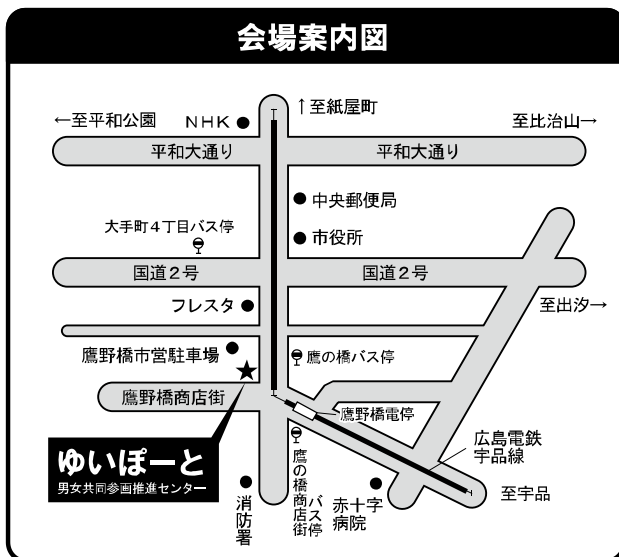 会場案内図
↑至紙屋町
←至平和公園
NHK
至比治山→
平和大通り
平和大通り
中央郵便局
大手町4丁目バス停
市役所
国道2号
国道2号
フレスタ
至出汐→
鷹野橋市営駐車場
鷹の橋バス停
鷹野橋商店街
鷹野橋電停
ゆいぽーと
男女共同参画推進センター
広島電鉄
宇品線
至宇品
消防署
鷹の橋商店街
バス停
赤十字
病院